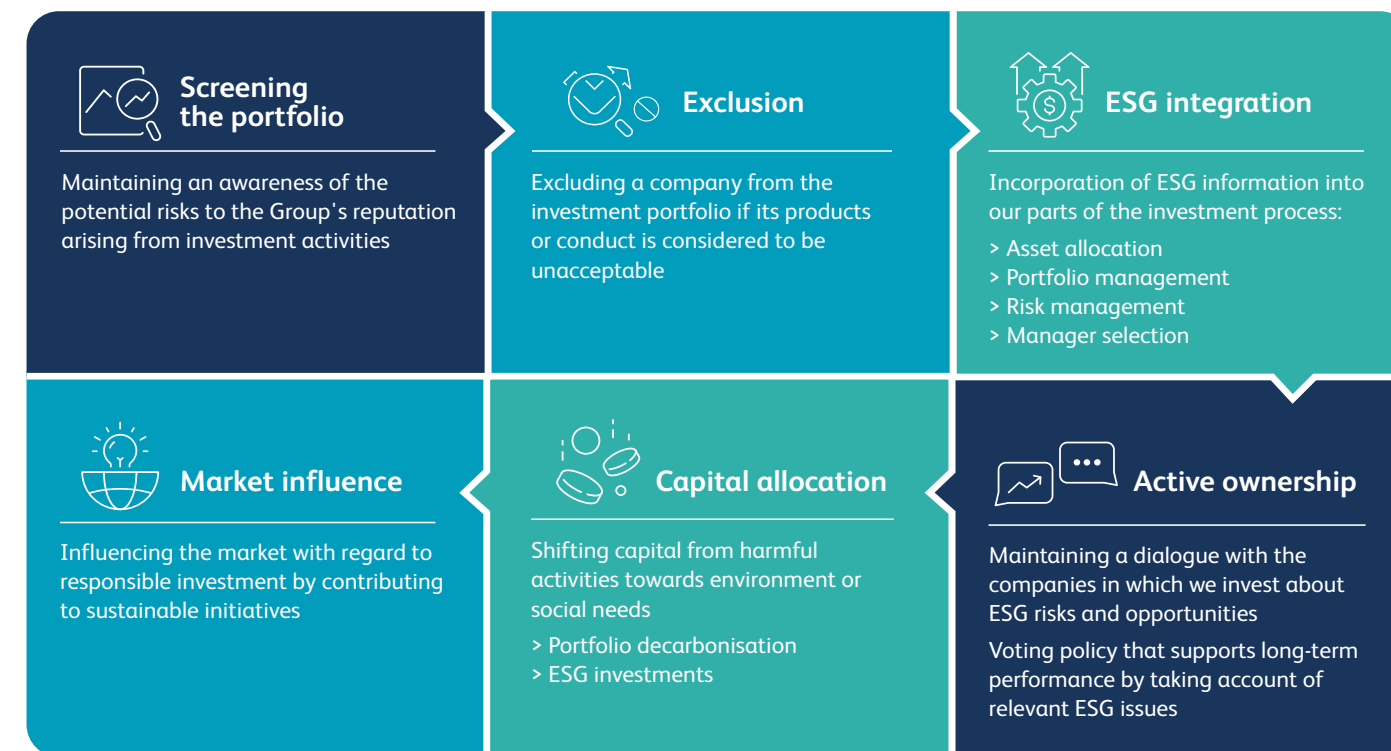 Screening
the portfolio
Maintaining an awareness of the
potential risks to the Group's reputation
arising from investment activities
Exclusion
Excluding a company from the
investment portfolio if its products
or conduct is considered to be
unacceptable
$
ESG integration
Incorporation of ESG information into
our parts of the investment process:
> Asset allocation
> Portfolio management
> Risk management
> Manager selection
Active ownership
Maintaining a dialogue with the
companies in which we invest about
ESG risks and opportunities
Voting policy that supports long-term
performance by taking account of
relevant ESG issues
Capital allocation
Shifting capital from harmful
activities towards environment or
social needs
> Portfolio decarbonisation
> ESG investments
Market influence
Influencing the market with regard to
responsible investment by contributing
to sustainable initiatives